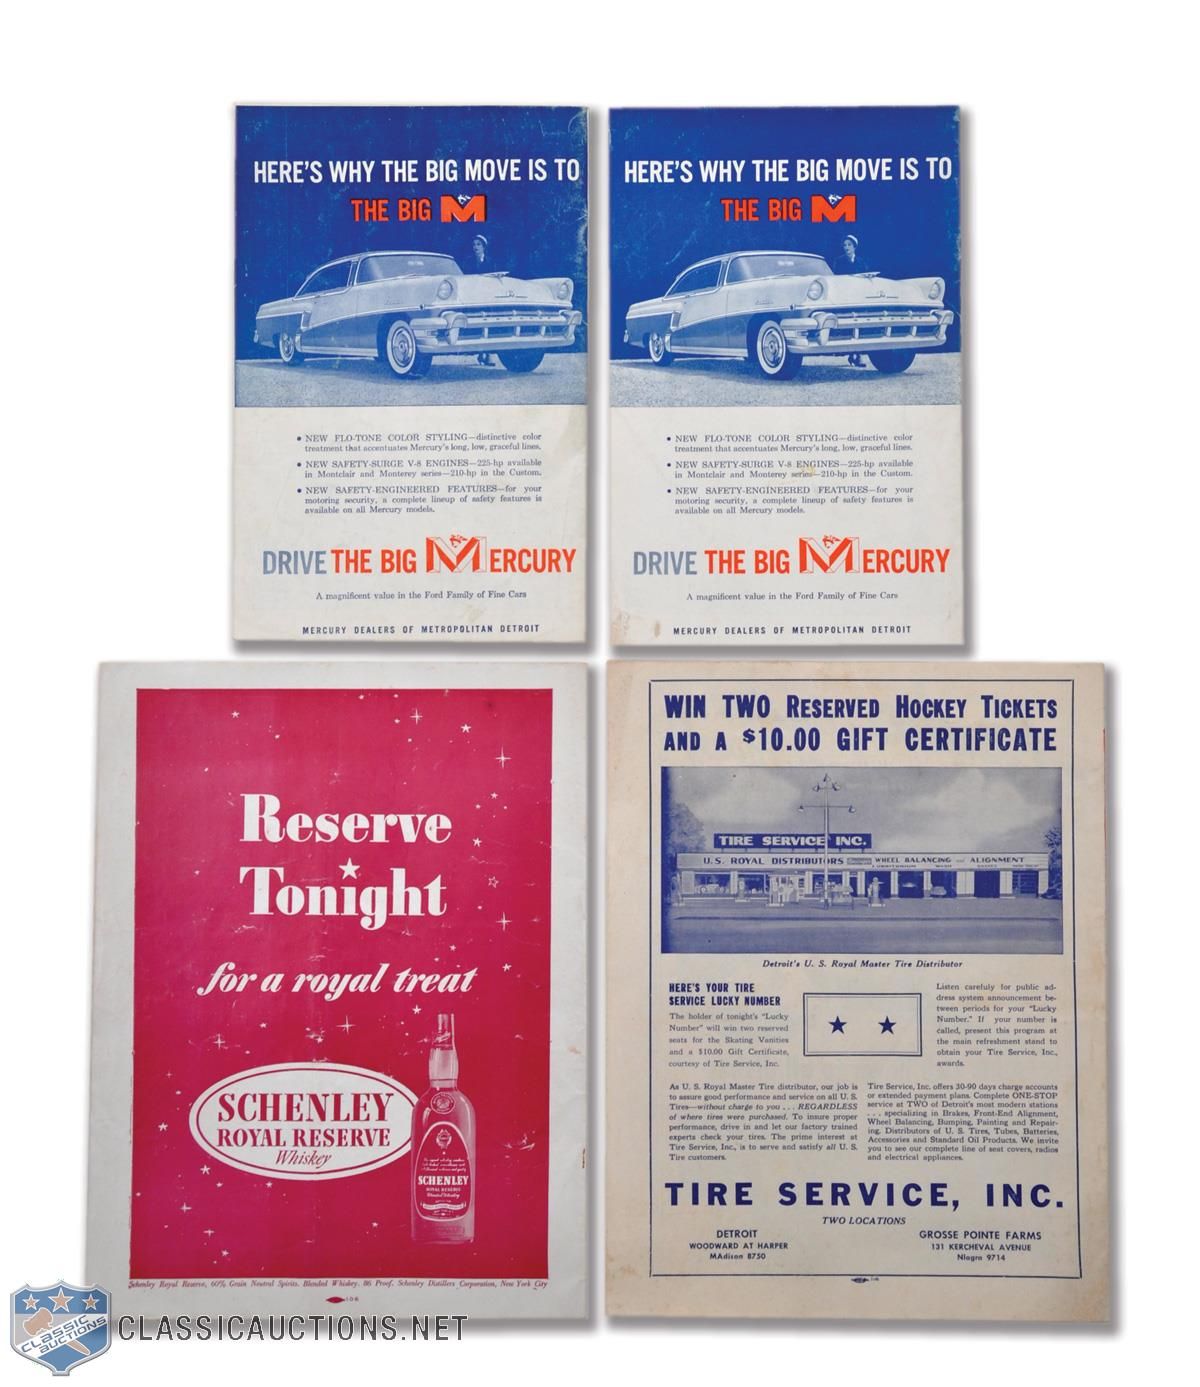 HERE'S WHY THE BIG MOVE IS TO
THE BIG M
• NEW FLO-TONE COLOR STYLING—distinctive color
treatment that accentuates Mercury's long, low, graceful lines.
• NEW SAFETY-SURGE V-8 ENGINES—225-hp available
in Montclair and Monterey series—210-hp in the Custom.
• NEW SAFETY-ENGINEERED FEATURES—for your
motoring security, a complete lineup of safety features is
available on all Mercury models.
DRIVE THE BIG MERCURY
A magnificent value in the Ford Family of Fine Cars
MERCURY DEALERS OF METROPOLITAN DETROIT
HERE'S WHY THE BIG MOVE IS TO
THE BIG M
• NEW FLO-TONE COLOR STYLING—distinctive color
treatment that accentuates Mercury's long, low, graceful lines.
• NEW SAFETY-SURGE V-8 ENGINES—225-hp available
in Montclair and Monterey series—210-hp in the Custom.
• NEW SAFETY-ENGINEERED FEATURES—for your
motoring security, a complete lineup of safety features is
available on all Mercury models.
DRIVE THE BIG MERCURY
A magnificent value in the Ford Family of Fine Cars
MERCURY DEALERS OF METROPOLITAN DETROIT
Reserve
Tonight
for a royal treat
SCHENLEY
ROYAL RESERVE
Whiskey
SCHENLEY
ROYAL RESERVE
Blended Whiskey
Schenley Royal Reserve, 60% Grain Neutral Spirits. Blended Whiskey. 86 Proof. Schenley Distillers Corporation, New York City
106
WIN TWO RESERVED HOCKEY TICKETS
AND A $10.00 GIFT CERTIFICATE
TIRE SERVICE INC.
U.S. ROYAL DISTRIBUTORS WHEEL BALANCING and ALIGNMENT
LUBRITORIUM WASH
Detroit's U. S. Royal Master Tire Distributor
HERE'S YOUR TIRE
SERVICE LUCKY NUMBER
The holder of tonight's "Lucky
Number" will win two reserved
seats for the Skating Vanities
and a $10.00 Gift Certificate,
courtesy of Tire Service, Inc.
★ ★
Listen carefuly for public ad-
dress system announcement be-
tween periods for your "Lucky
Number." If your number is
called, present this program at
the main refreshment stand to
obtain your Tire Service, Inc.,
awards.
As U. S. Royal Master Tire distributor, our job is
to assure good performance and service on all U. S.
Tires—without charge to you . . . REGARDLESS
of where tires were purchased. To insure proper
performance, drive in and let our factory trained
experts check your tires. The prime interest at
Tire Service, Inc., is to serve and satisfy all U. S.
Tire customers.
Tire Service, Inc. offers 30-90 days charge accounts
or extended payment plans. Complete ONE-STOP
service at TWO of Detroit's most modern stations
. . . specializing in Brakes, Front-End Alignment,
Wheel Balancing, Bumping, Painting and Repair-
ing. Distributors of U. S. Tires, Tubes, Batteries,
Accessories and Standard Oil Products. We invite
you to see our complete line of seat covers, radios
and electrical appliances.
TIRE SERVICE, INC.
TWO LOCATIONS
DETROIT
WOODWARD AT HARPER
MAdison 8750
GROSSE POINTE FARMS
131 KERCHEVAL AVENUE
NIagra 9714
106
CLASSIC
AUCTIONS
CLASSICAUCTIONS.NET